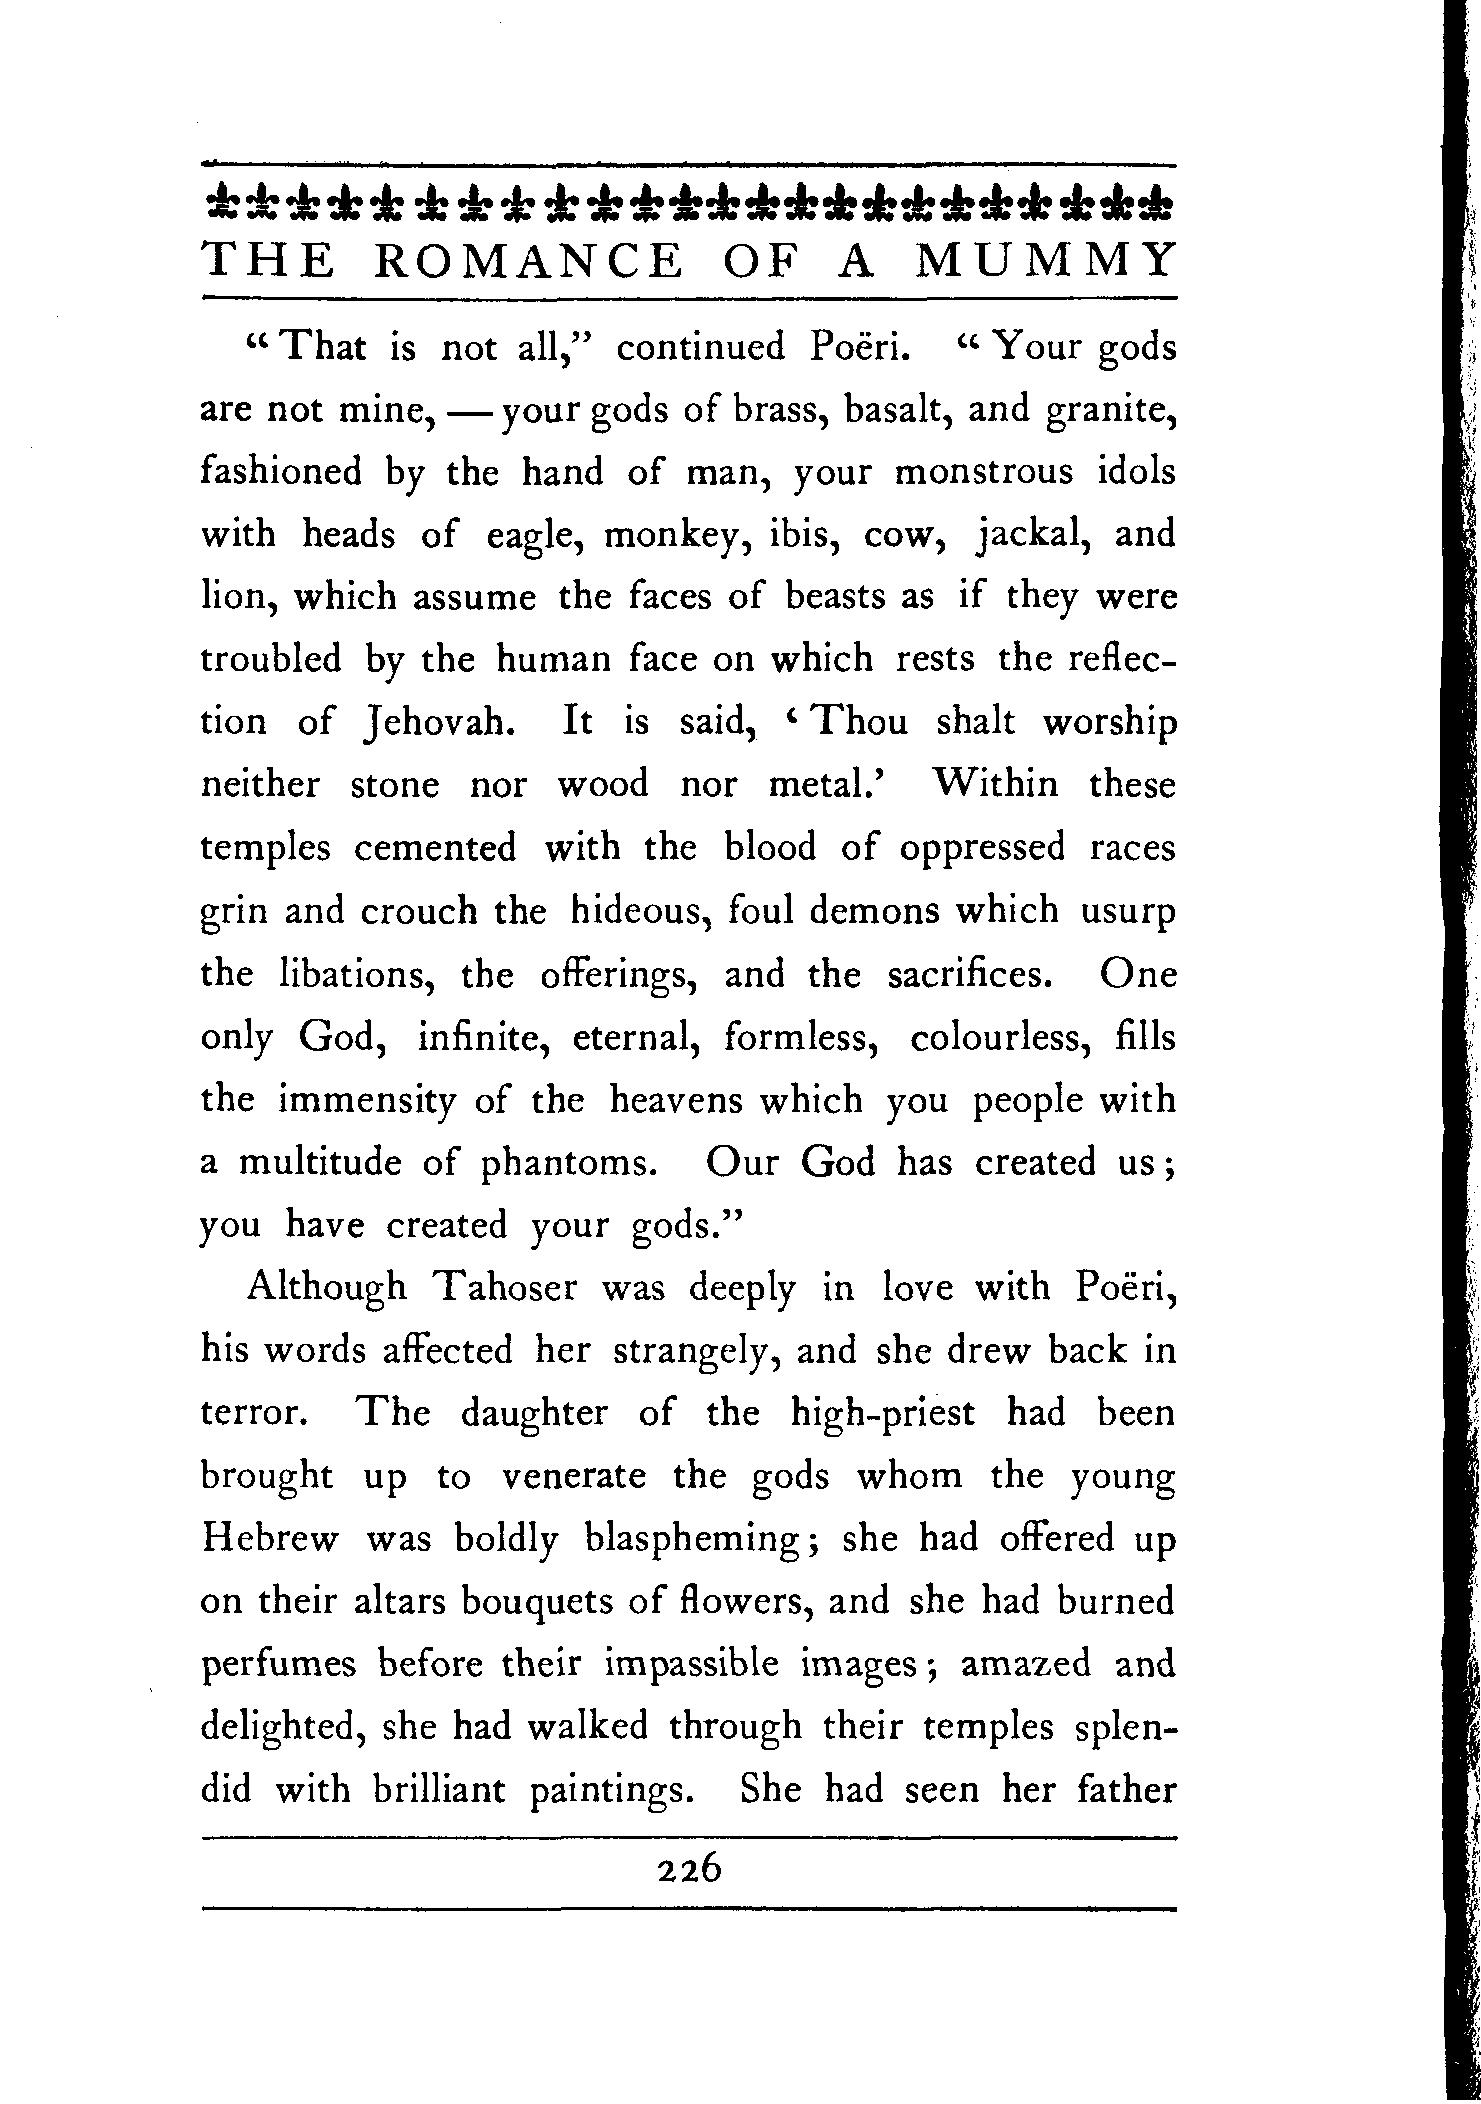 THE ROMANCE OF A MUMMY
“That is not all,” continued Poëri. “Your gods
are not mine, — your gods of brass, basalt, and granite,
fashioned by the hand of man, your monstrous idols
with heads of eagle, monkey, ibis, cow, jackal, and
lion, which assume the faces of beasts as if they were
troubled by the human face on which rests the reflec-
tion of Jehovah. It is said, ‘Thou shalt worship
neither stone nor wood nor metal.’ Within these
temples cemented with the blood of oppressed races
grin and crouch the hideous, foul demons which usurp
the libations, the offerings, and the sacrifices. One
only God, infinite, eternal, formless, colourless, fills
the immensity of the heavens which you people with
a multitude of phantoms. Our God has created us;
you have created your gods.”
Although Tahoser was deeply in love with Poëri,
his words affected her strangely, and she drew back in
terror. The daughter of the high-priest had been
brought up to venerate the gods whom the young
Hebrew was boldly blaspheming; she had offered up
on their altars bouquets of flowers, and she had burned
perfumes before their impassible images; amazed and
delighted, she had walked through their temples splen-
did with brilliant paintings. She had seen her father
226